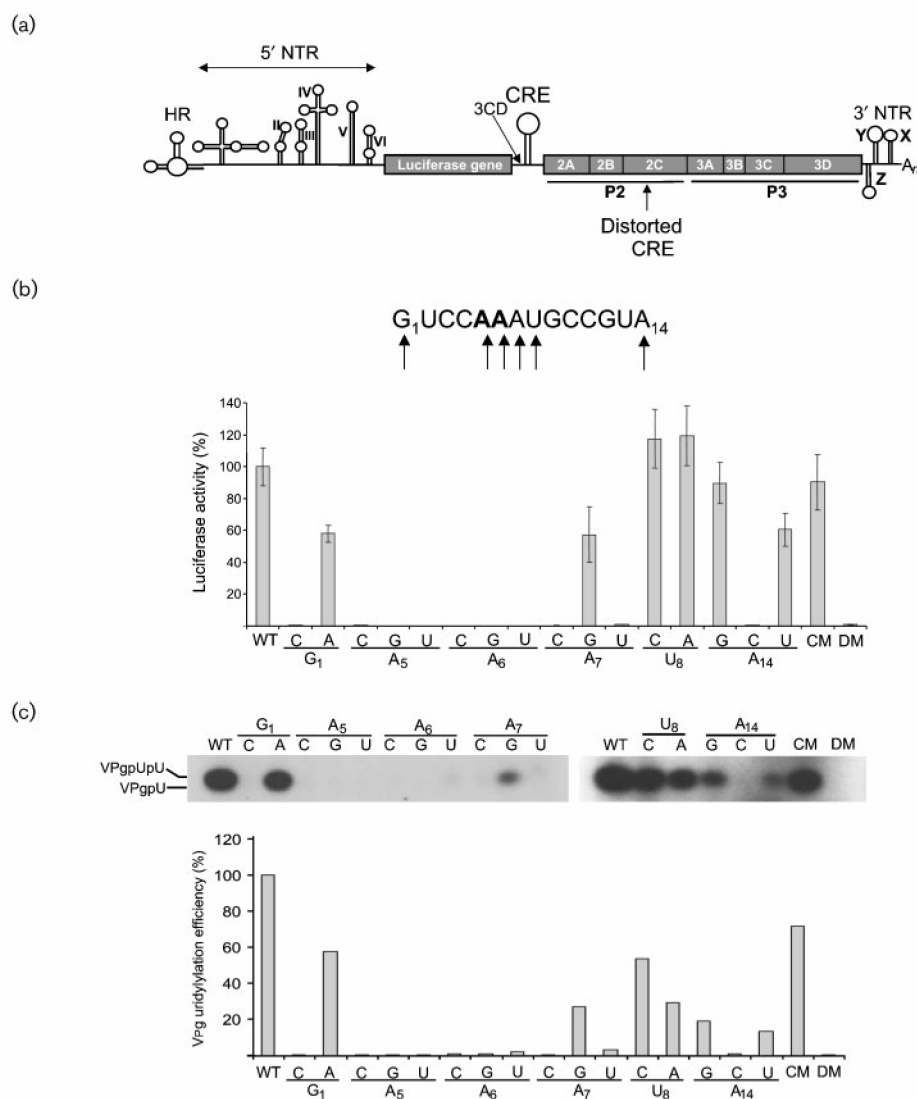 (a)
5′ NTR
HR
II
III
IV
V
VI
Luciferase gene
3CD
CRE
2A 2B 2C 3A 3B 3C 3D
P2 P3
Distorted
CRE
3′ NTR
Y X
Z
(b)
G1UCCAAAUGCCGUA14
Luciferase activity (%)
140
120
100
80
60
40
20
WT C A C G U C G U C G U C A G C U CM DM
G1 A5 A6 A7 U8 A14
(c)
G1 A5 A6 A7
WT C A C G U C G U C G U
U8 A14
WT C A G C U CM DM
VPgpUpU
VPgpU
VPg uridylylation efficiency (%)
120
100
80
60
40
20
WT C A C G U C G U C G U C A G C U CM DM
G1 A5 A6 A7 U8 A14